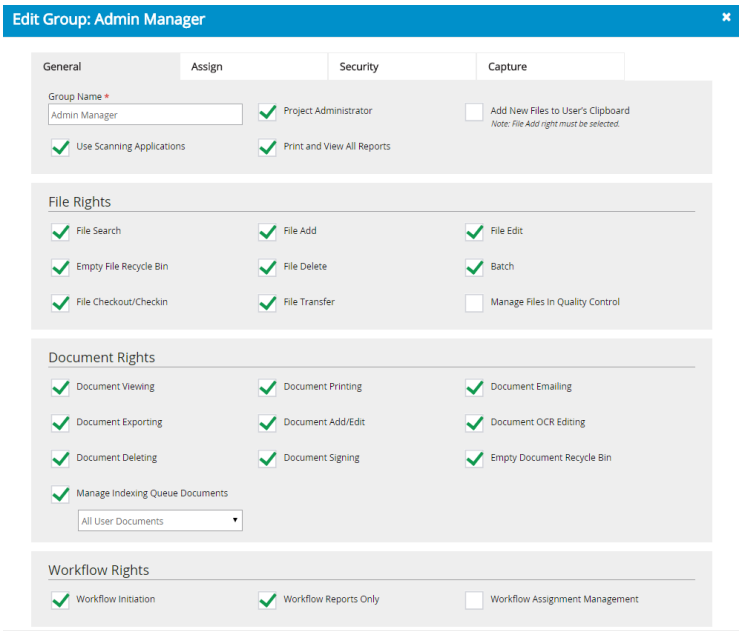 Edit Group: Admin Manager
×
General Assign Security Capture
Group Name *
Admin Manager
Project Administrator
Add New Files to User's Clipboard
Note: File Add right must be selected.
Use Scanning Applications
Print and View All Reports
File Rights
File Search File Add File Edit
Empty File Recycle Bin File Delete Batch
File Checkout/Checkin File Transfer Manage Files In Quality Control
Document Rights
Document Viewing Document Printing Document Emailing
Document Exporting Document Add/Edit Document OCR Editing
Document Deleting Document Signing Empty Document Recycle Bin
Manage Indexing Queue Documents
All User Documents
Workflow Rights
Workflow Initiation Workflow Reports Only Workflow Assignment Management